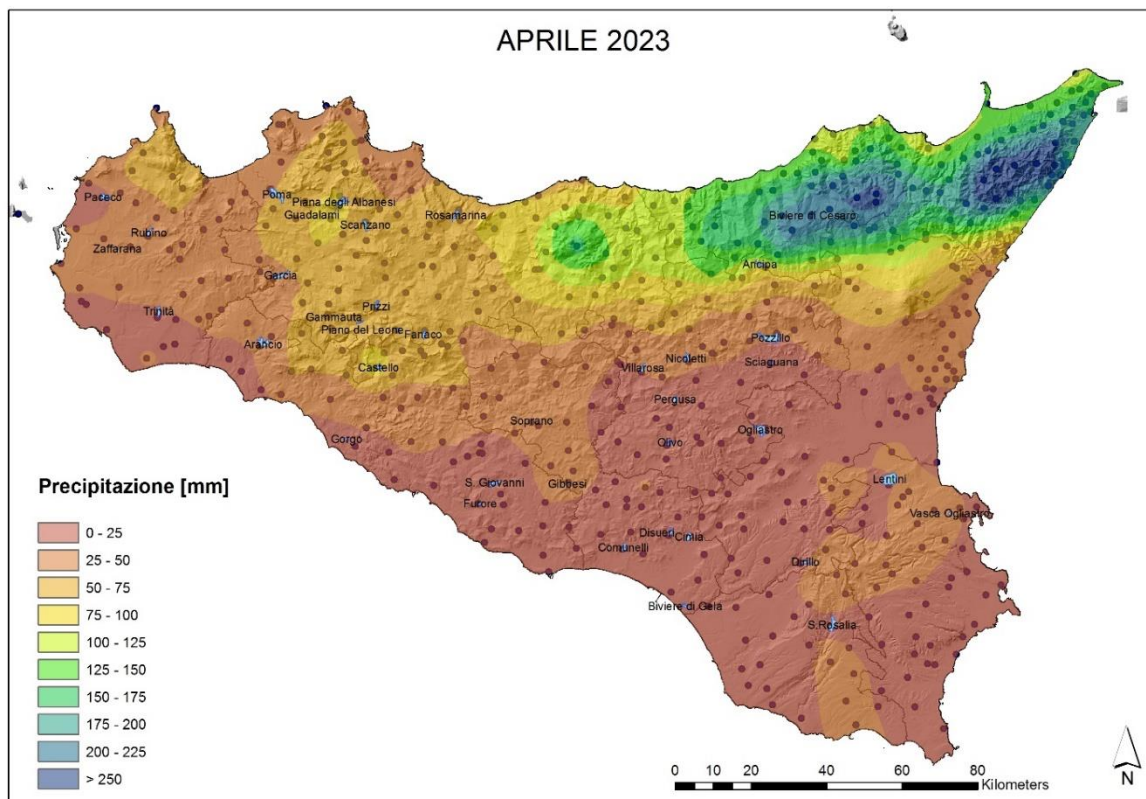 APRILE 2023
Paceco
Poma
Piana degli Albanesi
Guadalami
Rosamarina
Scanzano
Biviere di Cesarò
Rubino
Zaffarana
Ancipa
Garcia
Trinità
Prizzi
Gammauta
Piano del Leone
Fanaco
Arancio
Pozzillo
Nicoletti
Sciaguana
Villarosa
Castello
Pergusa
Soprano
Ogliastro
Gorgo
Olivo
Lentini
S. Giovanni
Gibbesi
Furore
Vasca Ogliastro
Disueri
Cimia
Comunelli
Dirillo
Biviere di Gela
S.Rosalia
Precipitazione [mm]
0 - 25
25 - 50
50 - 75
75 - 100
100 - 125
125 - 150
150 - 175
175 - 200
200 - 225
> 250
0 5 10 20 40 60 80
Kilometers
N